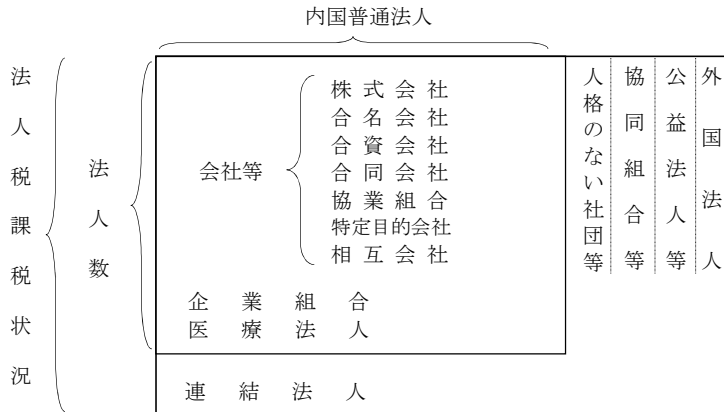 内国普通法人
法人税課税状況
法人数
会社等
株式会社
合名会社
合資会社
合同会社
協業組合
特定目的会社
相互会社
企業組合
医療法人
連結法人
人格のない社団等
協同組合等
公益法人等
外国法人